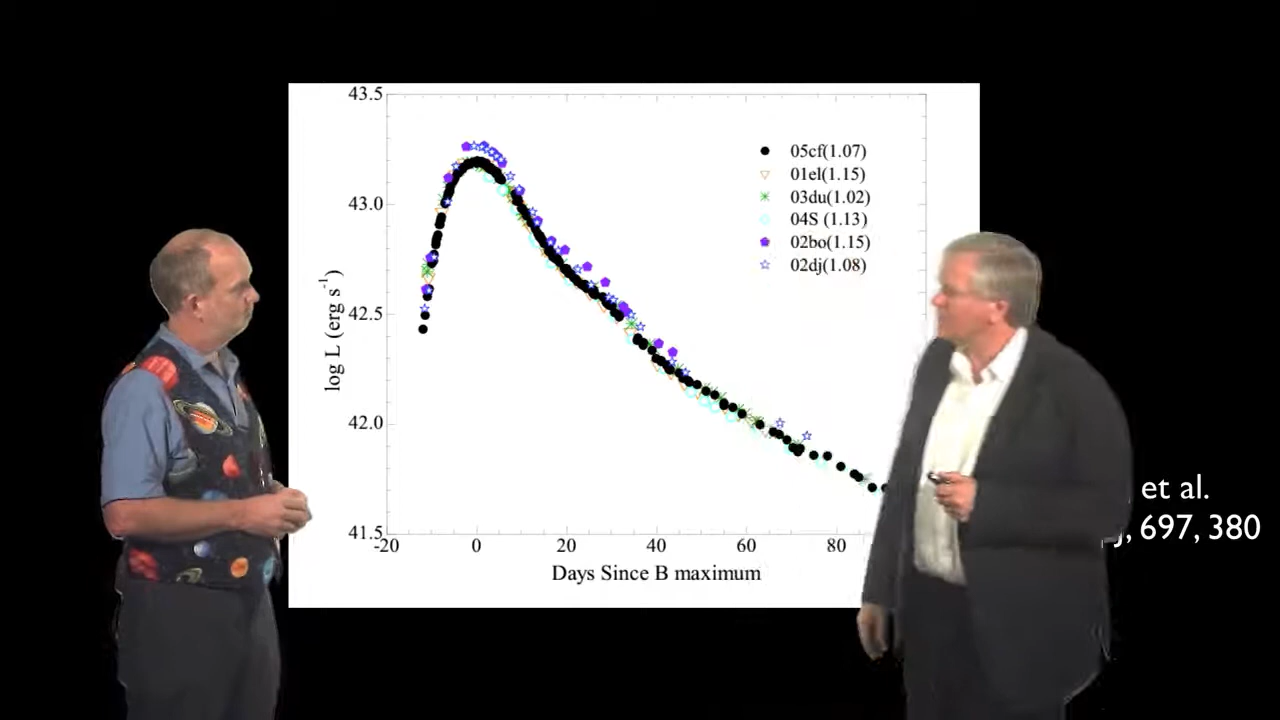 43.5
43.0
42.5
42.0
41.5
log L (erg s-1)
05cf(1.07)
01el(1.15)
03du(1.02)
04S (1.13)
02bo(1.15)
02dj(1.08)
-20 0 20 40 60 80
Days Since B maximum
et al.
J, 697, 380